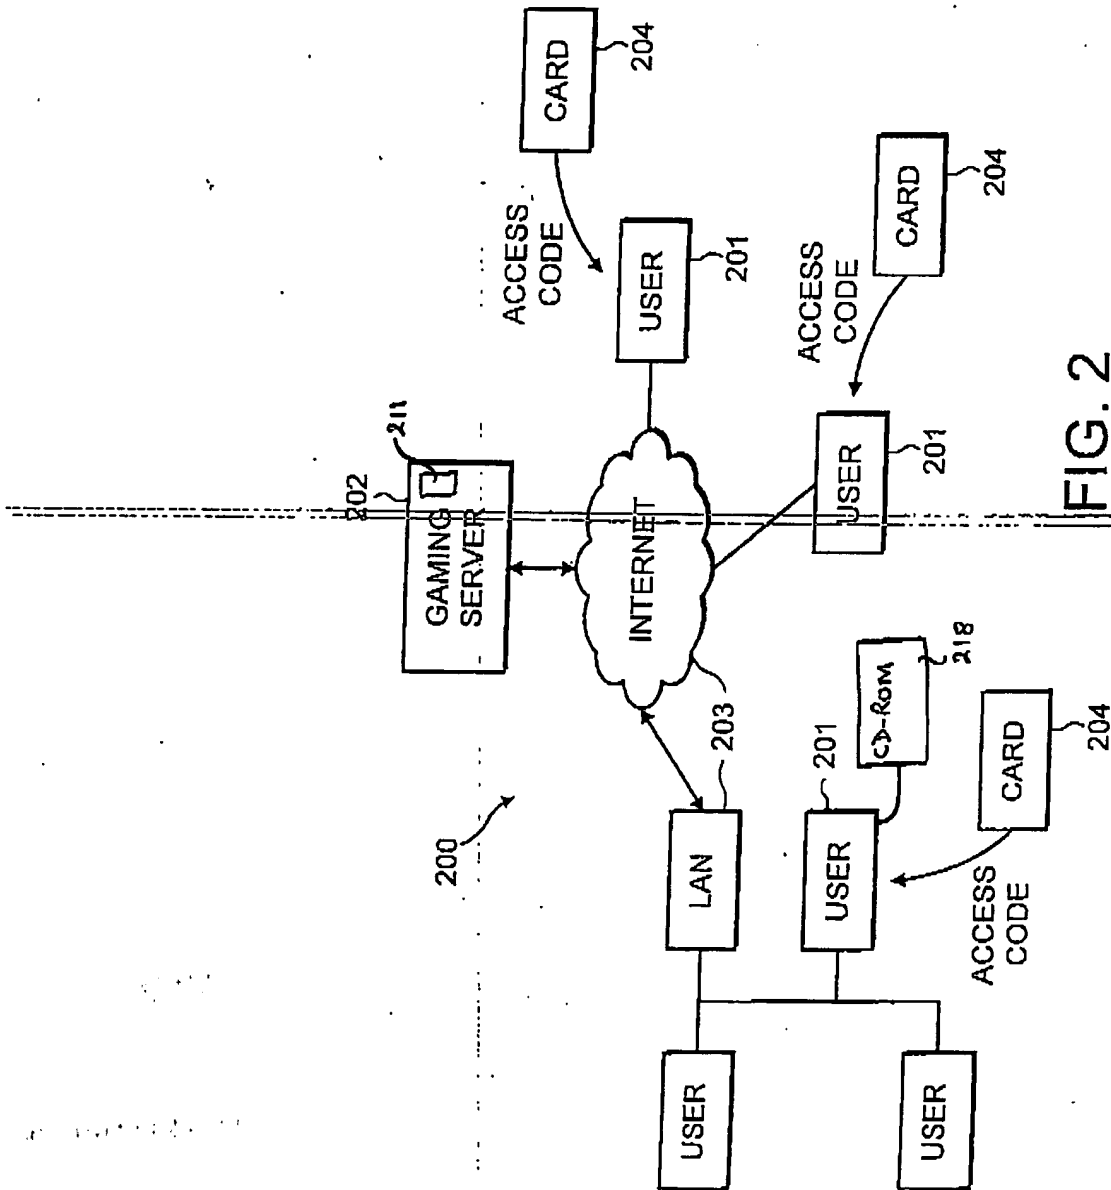 202
211
GAMING
SERVER
200
CARD
204
ACCESS
CODE
USER
201
INTERNET
203
LAN
USER
USER
201
CD-ROM
218
USER
201
ACCESS
CODE
CARD
204
ACCESS
CODE
CARD
204
USER
FIG. 2